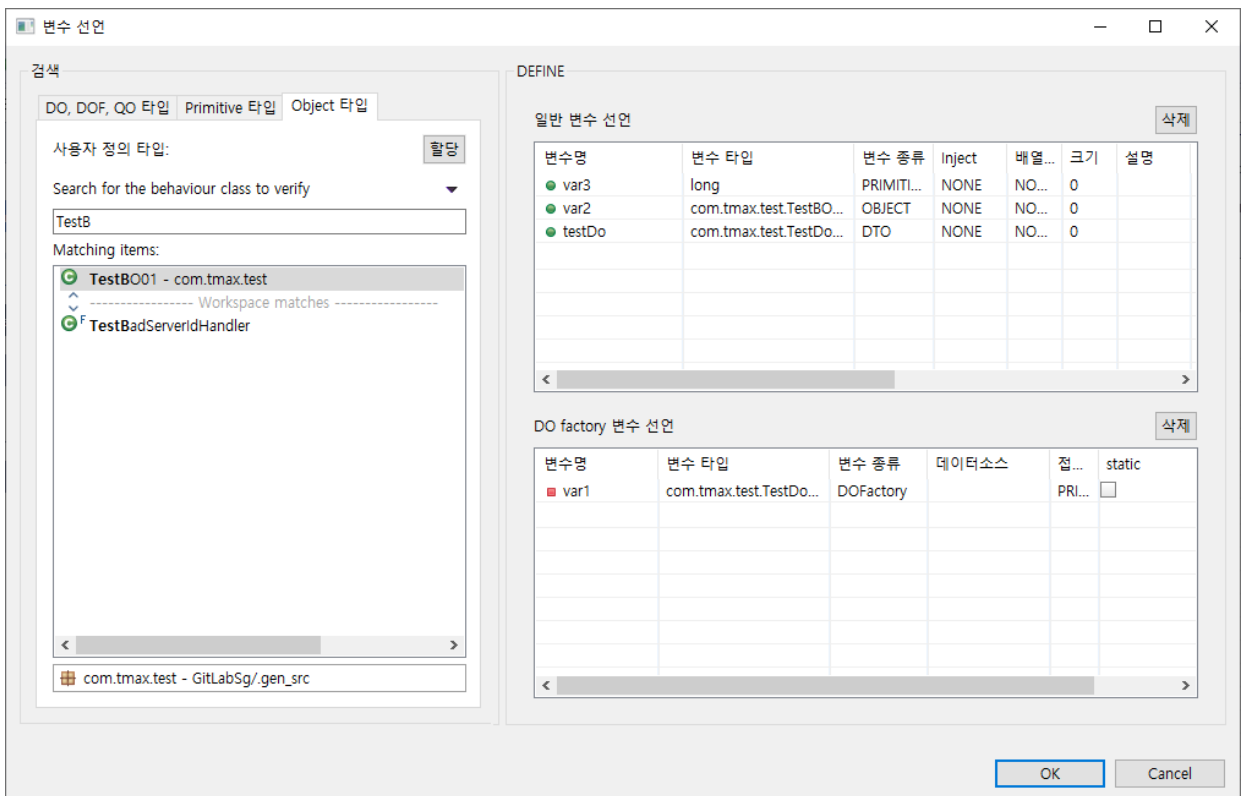 변수 선언
검색
DO, DOF, QO 타입 Primitive 타입 Object 타입
사용자 정의 타입: 할당
Search for the behaviour class to verify
TestB
Matching items:
TestBO01 - com.tmax.test
----------------- Workspace matches -----------------
F TestBadServerIdHandler
com.tmax.test - GitLabSg/.gen_src
DEFINE
일반 변수 선언 삭제
변수명 변수 타입 변수 종류 Inject 배열... 크기 설명
var3 long PRIMITI... NONE NO... 0
var2 com.tmax.test.TestBO... OBJECT NONE NO... 0
testDo com.tmax.test.TestDo... DTO NONE NO... 0
DO factory 변수 선언 삭제
변수명 변수 타입 변수 종류 데이터소스 접... static
var1 com.tmax.test.TestDo... DOFactory PRI...
OK Cancel